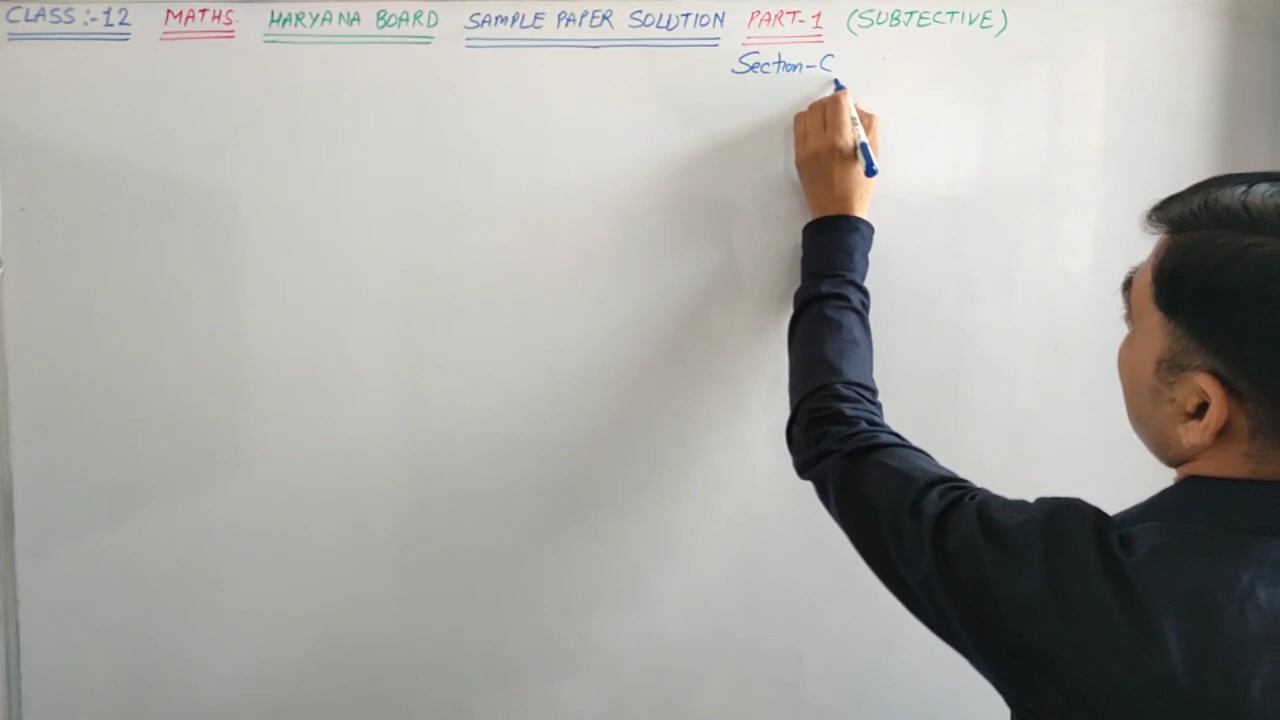 CLASS :- 12 MATHS. HARYANA BOARD SAMPLE PAPER SOLUTION PART-1 (SUBJECTIVE)
Section-C